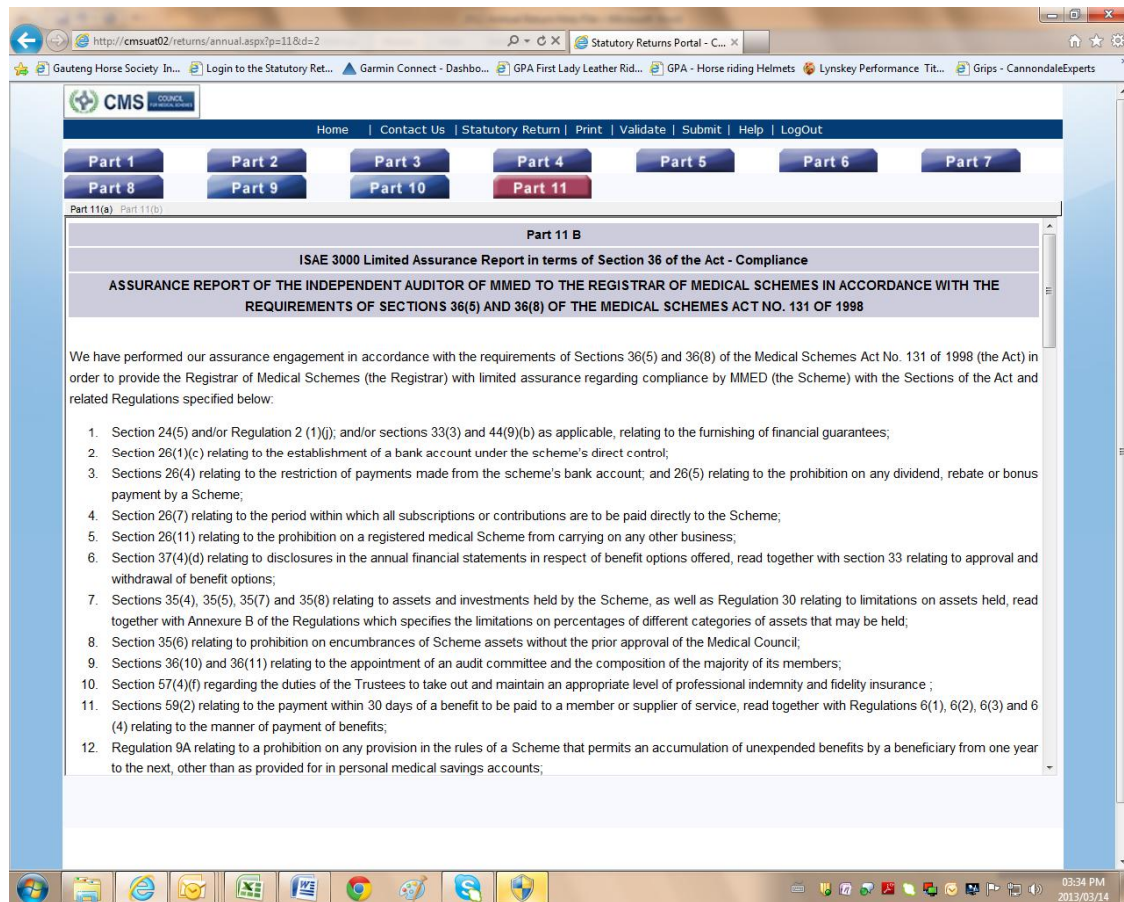 http://cmsuat02/returns/annual.aspx?p=11&d=2
Statutory Returns Portal - C...
Gauteng Horse Society In... Login to the Statutory Ret... Garmin Connect - Dashbo... GPA First Lady Leather Rid... GPA - Horse riding Helmets Lynskey Performance Tit... Grips - CannondaleExperts
CMS COUNCIL FOR MEDICAL SCHEMES
Home | Contact Us | Statutory Return | Print | Validate | Submit | Help | LogOut
Part 1 Part 2 Part 3 Part 4 Part 5 Part 6 Part 7
Part 8 Part 9 Part 10 Part 11
Part 11(a) Part 11(b)
Part 11 B
ISAE 3000 Limited Assurance Report in terms of Section 36 of the Act - Compliance
ASSURANCE REPORT OF THE INDEPENDENT AUDITOR OF MMED TO THE REGISTRAR OF MEDICAL SCHEMES IN ACCORDANCE WITH THE
REQUIREMENTS OF SECTIONS 36(5) AND 36(8) OF THE MEDICAL SCHEMES ACT NO. 131 OF 1998
We have performed our assurance engagement in accordance with the requirements of Sections 36(5) and 36(8) of the Medical Schemes Act No. 131 of 1998 (the Act) in
order to provide the Registrar of Medical Schemes (the Registrar) with limited assurance regarding compliance by MMED (the Scheme) with the Sections of the Act and
related Regulations specified below:
1. Section 24(5) and/or Regulation 2 (1)(j); and/or sections 33(3) and 44(9)(b) as applicable, relating to the furnishing of financial guarantees;
2. Section 26(1)(c) relating to the establishment of a bank account under the scheme's direct control;
3. Sections 26(4) relating to the restriction of payments made from the scheme's bank account; and 26(5) relating to the prohibition on any dividend, rebate or bonus
payment by a Scheme;
4. Section 26(7) relating to the period within which all subscriptions or contributions are to be paid directly to the Scheme;
5. Section 26(11) relating to the prohibition on a registered medical Scheme from carrying on any other business;
6. Section 37(4)(d) relating to disclosures in the annual financial statements in respect of benefit options offered, read together with section 33 relating to approval and
withdrawal of benefit options;
7. Sections 35(4), 35(5), 35(7) and 35(8) relating to assets and investments held by the Scheme, as well as Regulation 30 relating to limitations on assets held, read
together with Annexure B of the Regulations which specifies the limitations on percentages of different categories of assets that may be held;
8. Section 35(6) relating to prohibition on encumbrances of Scheme assets without the prior approval of the Medical Council;
9. Sections 36(10) and 36(11) relating to the appointment of an audit committee and the composition of the majority of its members;
10. Section 57(4)(f) regarding the duties of the Trustees to take out and maintain an appropriate level of professional indemnity and fidelity insurance ;
11. Sections 59(2) relating to the payment within 30 days of a benefit to be paid to a member or supplier of service, read together with Regulations 6(1), 6(2), 6(3) and 6
(4) relating to the manner of payment of benefits;
12. Regulation 9A relating to a prohibition on any provision in the rules of a Scheme that permits an accumulation of unexpended benefits by a beneficiary from one year
to the next, other than as provided for in personal medical savings accounts;
03:34 PM
2013/03/14